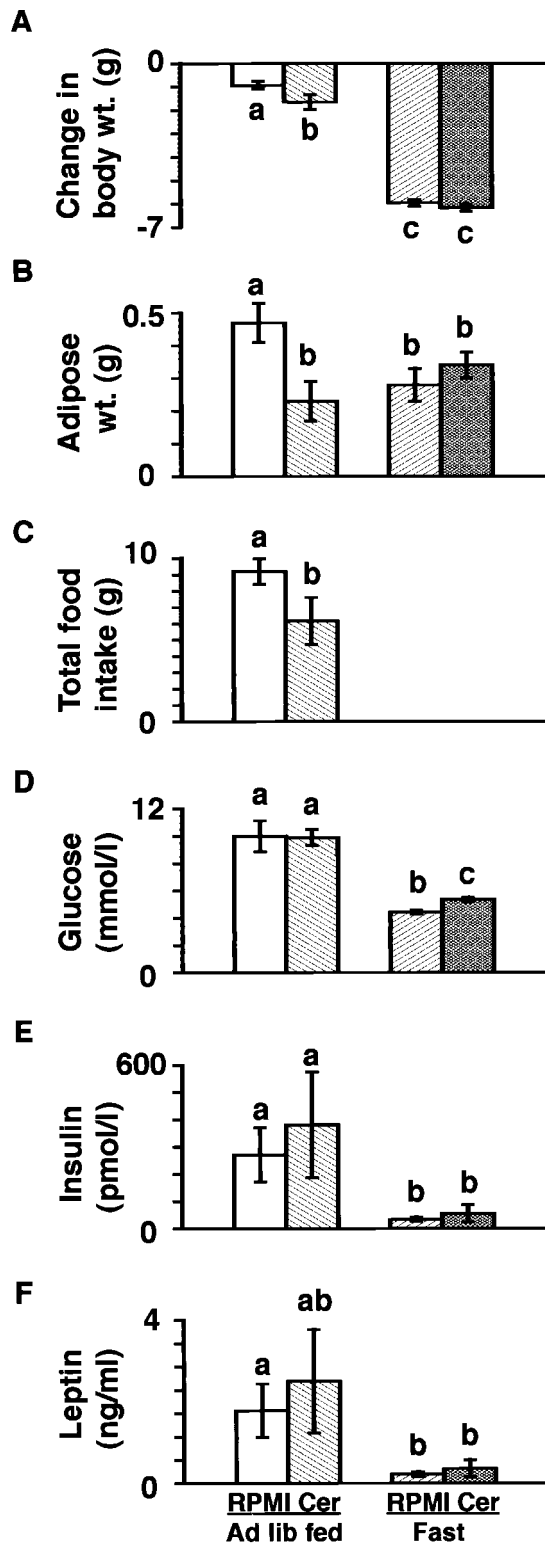 A
Change in
body wt. (g)
0
-7
a
b
c
c
B
Adipose
wt. (g)
0.5
0
a
b
b
b
C
Total food
intake (g)
10
0
a
b
D
Glucose
(mmol/l)
12
0
a
a
b
c
E
Insulin
(pmol/l)
600
0
a
a
b
b
F
Leptin
(ng/ml)
4
0
a
ab
b
b
RPMI Cer
Ad lib fed
RPMI Cer
Fast